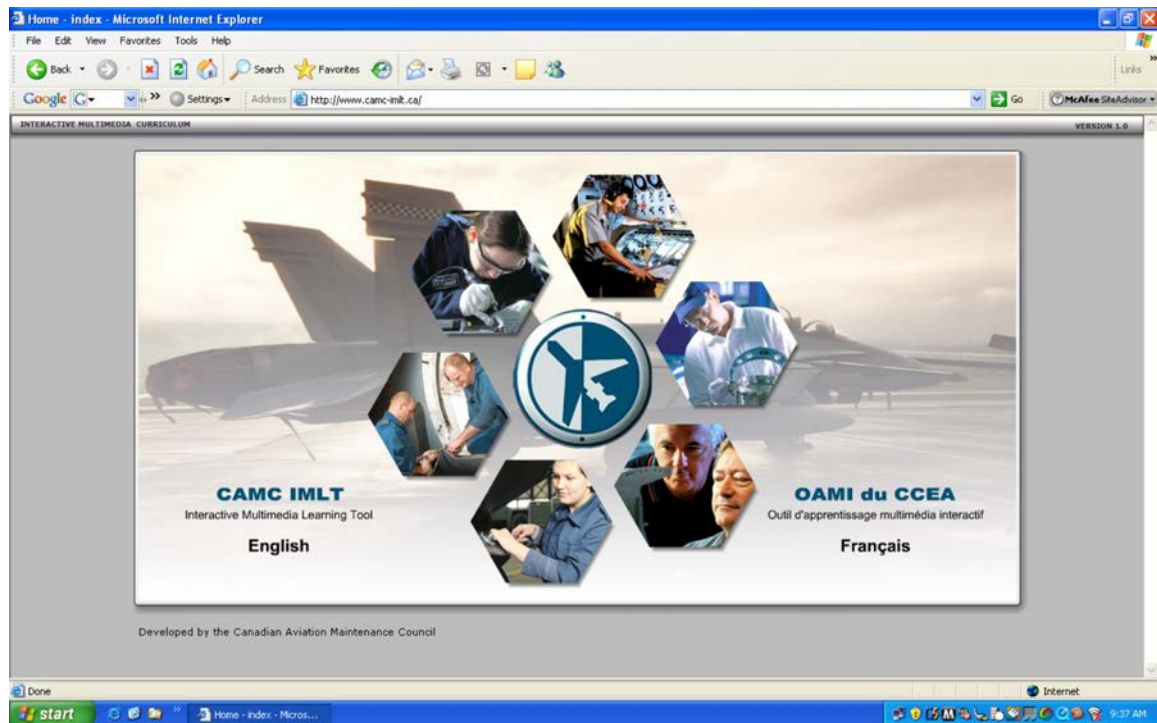 Home - index - Microsoft Internet Explorer
File Edit View Favorites Tools Help
Back Search Favorites Links
Google G Settings Address http://www.camc-imlt.ca/ Go McAfee SiteAdvisor
INTERACTIVE MULTIMEDIA CURRICULUM VERSION 1.0
CAMC IMLT
Interactive Multimedia Learning Tool
English
OAMI du CCEA
Outil d'apprentissage multimédia interactif
Français
Developed by the Canadian Aviation Maintenance Council
Done Internet
start Home - index - Micros... 9:37 AM